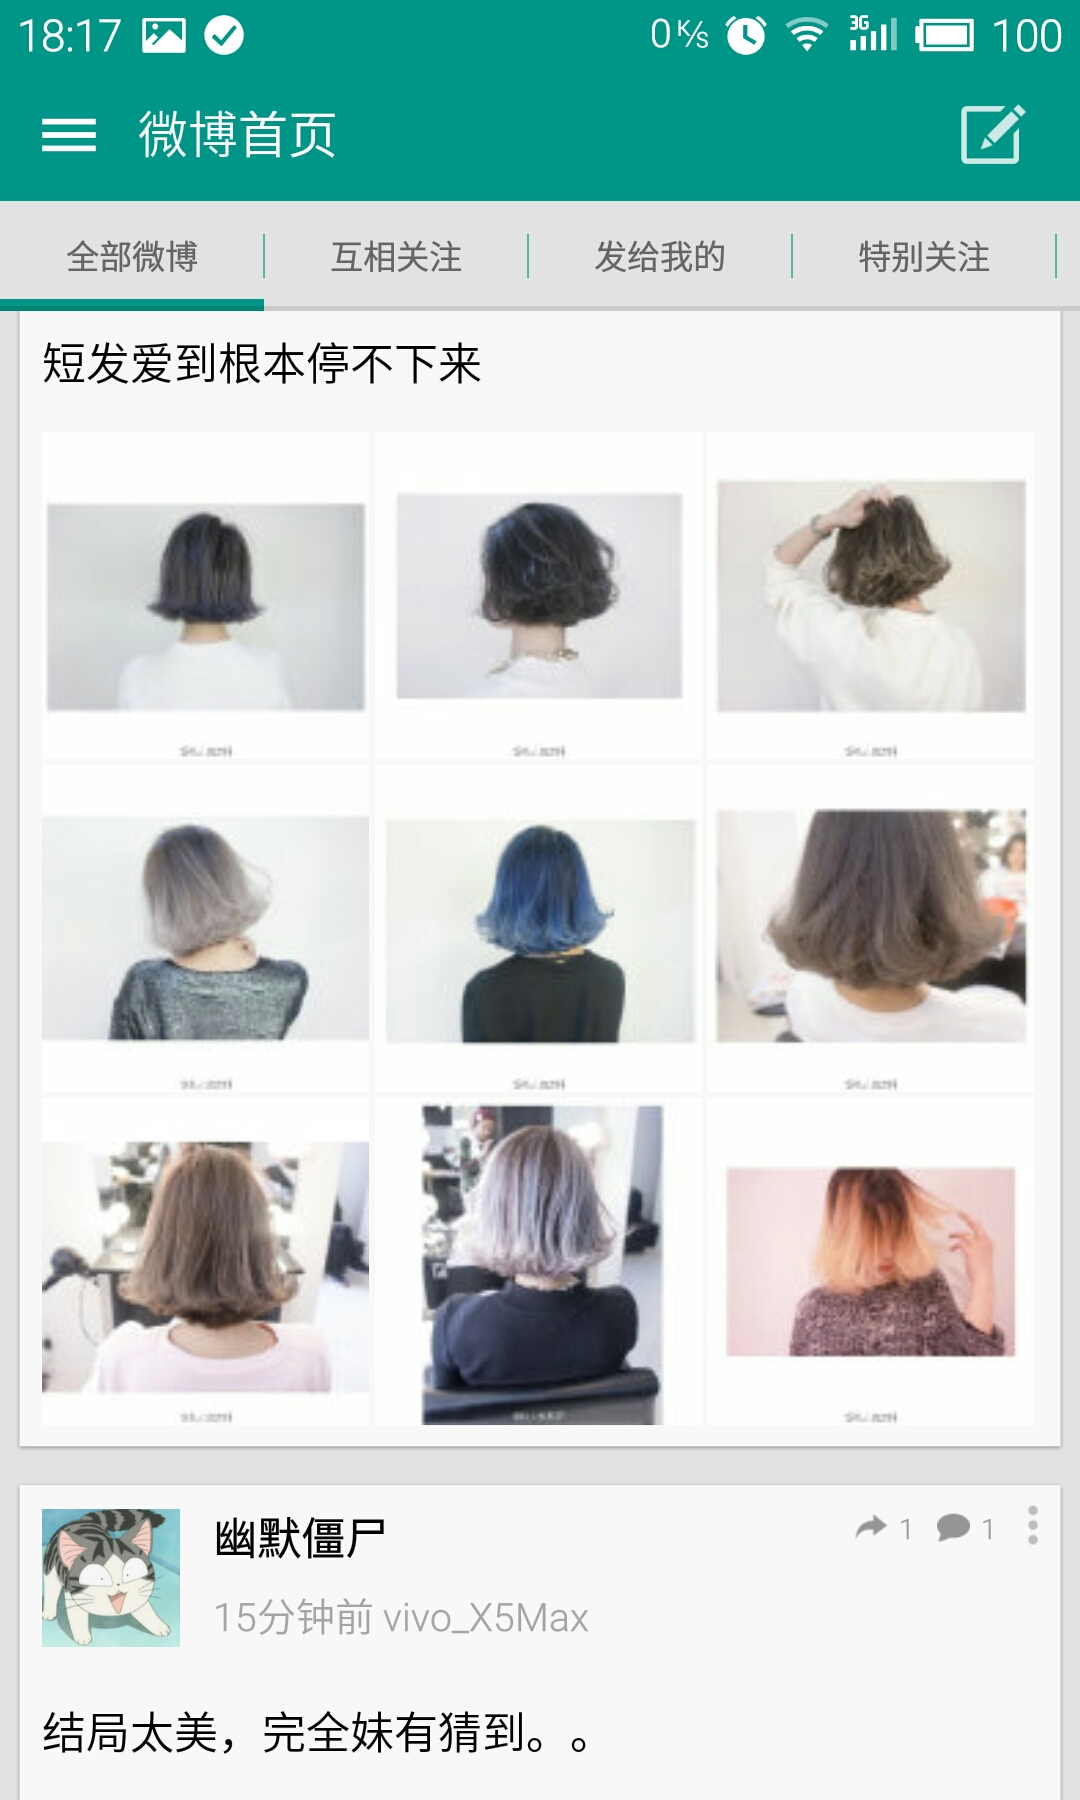 18:17 0 K/s 3G 100
微博首页
全部微博 互相关注 发给我的 特别关注
短发爱到根本停不下来
幽默僵尸 1 1
15分钟前 vivo_X5Max
结局太美，完全妹有猜到。。